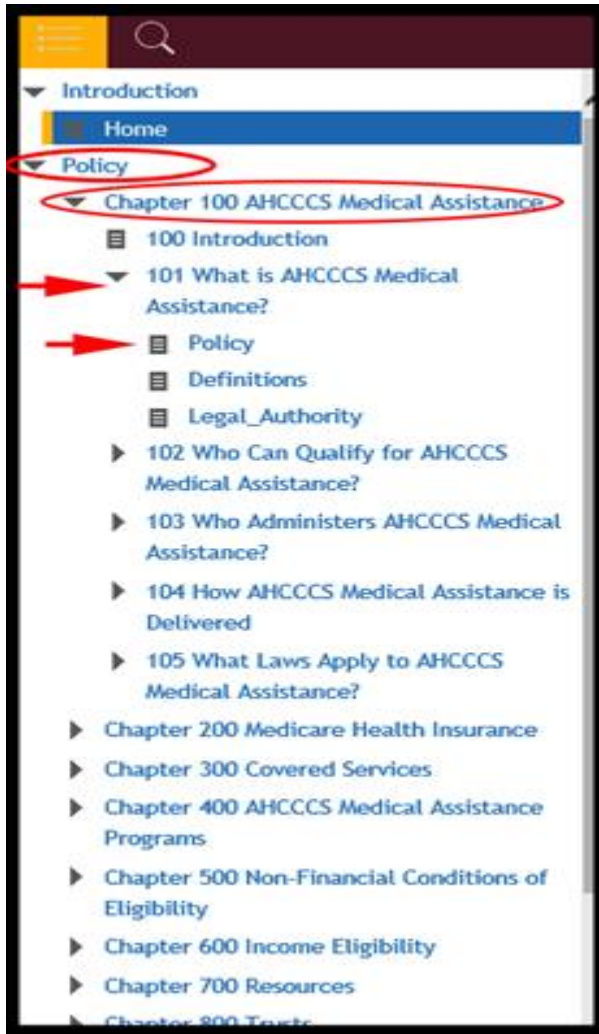 Introduction
Home
Policy
Chapter 100 AHCCCS Medical Assistance
100 Introduction
101 What is AHCCCS Medical
Assistance?
Policy
Definitions
Legal_Authority
102 Who Can Qualify for AHCCCS
Medical Assistance?
103 Who Administers AHCCCS Medical
Assistance?
104 How AHCCCS Medical Assistance is
Delivered
105 What Laws Apply to AHCCCS
Medical Assistance?
Chapter 200 Medicare Health Insurance
Chapter 300 Covered Services
Chapter 400 AHCCCS Medical Assistance
Programs
Chapter 500 Non-Financial Conditions of
Eligibility
Chapter 600 Income Eligibility
Chapter 700 Resources
Chapter 800 Trusts